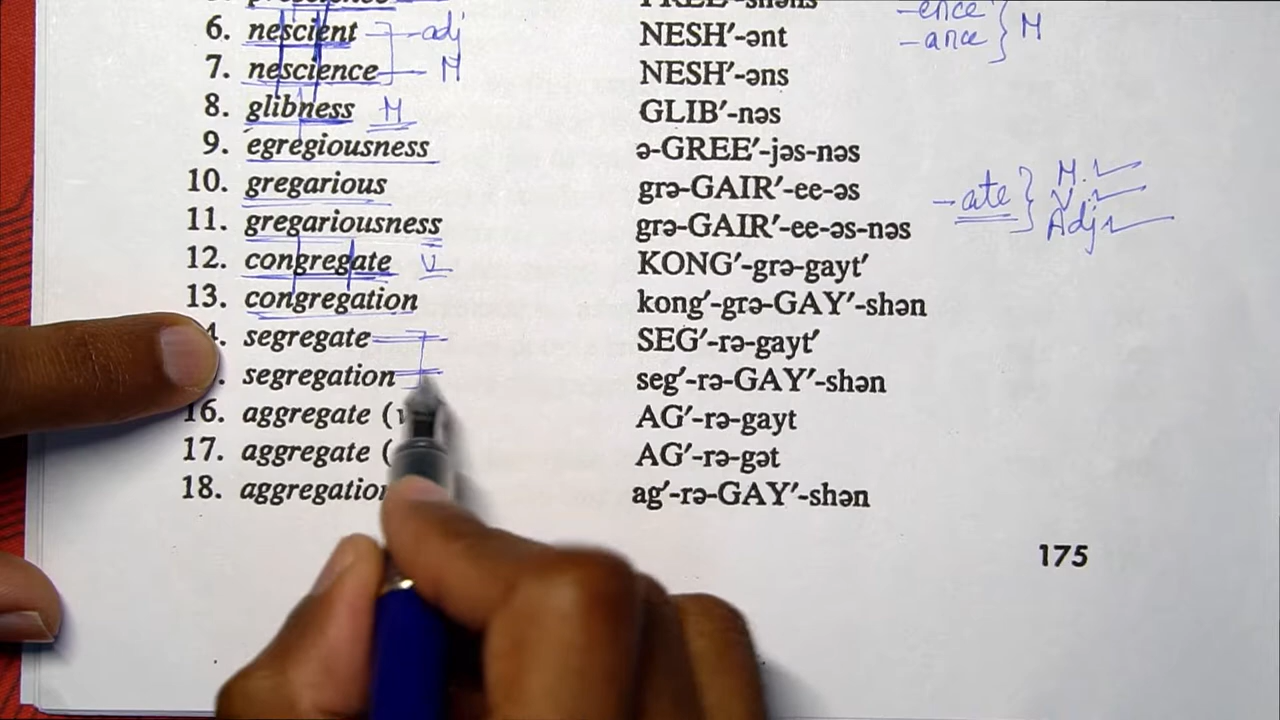 -ence
6. nescient -adj NESH′-ənt -ance } N
7. nescience N NESH′-əns
8. glibness N GLIB′-nəs
9. egregiousness ə-GREE′-jəs-nəs
10. gregarious grə-GAIR′-ee-əs -ate } N. V. Adj
11. gregariousness grə-GAIR′-ee-əs-nəs
12. congregate V KONG′-grə-gayt′
13. congregation kong′-grə-GAY′-shən
segregate SEG′-rə-gayt′
segregation seg′-rə-GAY′-shən
16. aggregate (v AG′-rə-gayt
17. aggregate ( AG′-rə-gət
18. aggregation ag′-rə-GAY′-shən
175